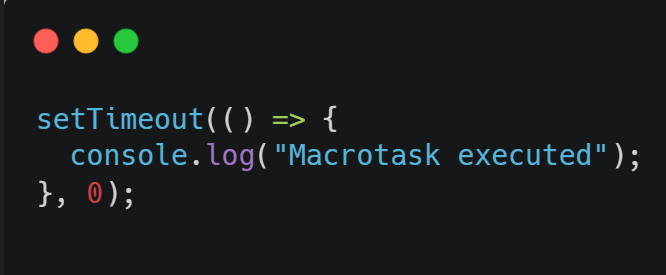 setTimeout(() => {
  console.log("Macrotask executed");
}, 0);